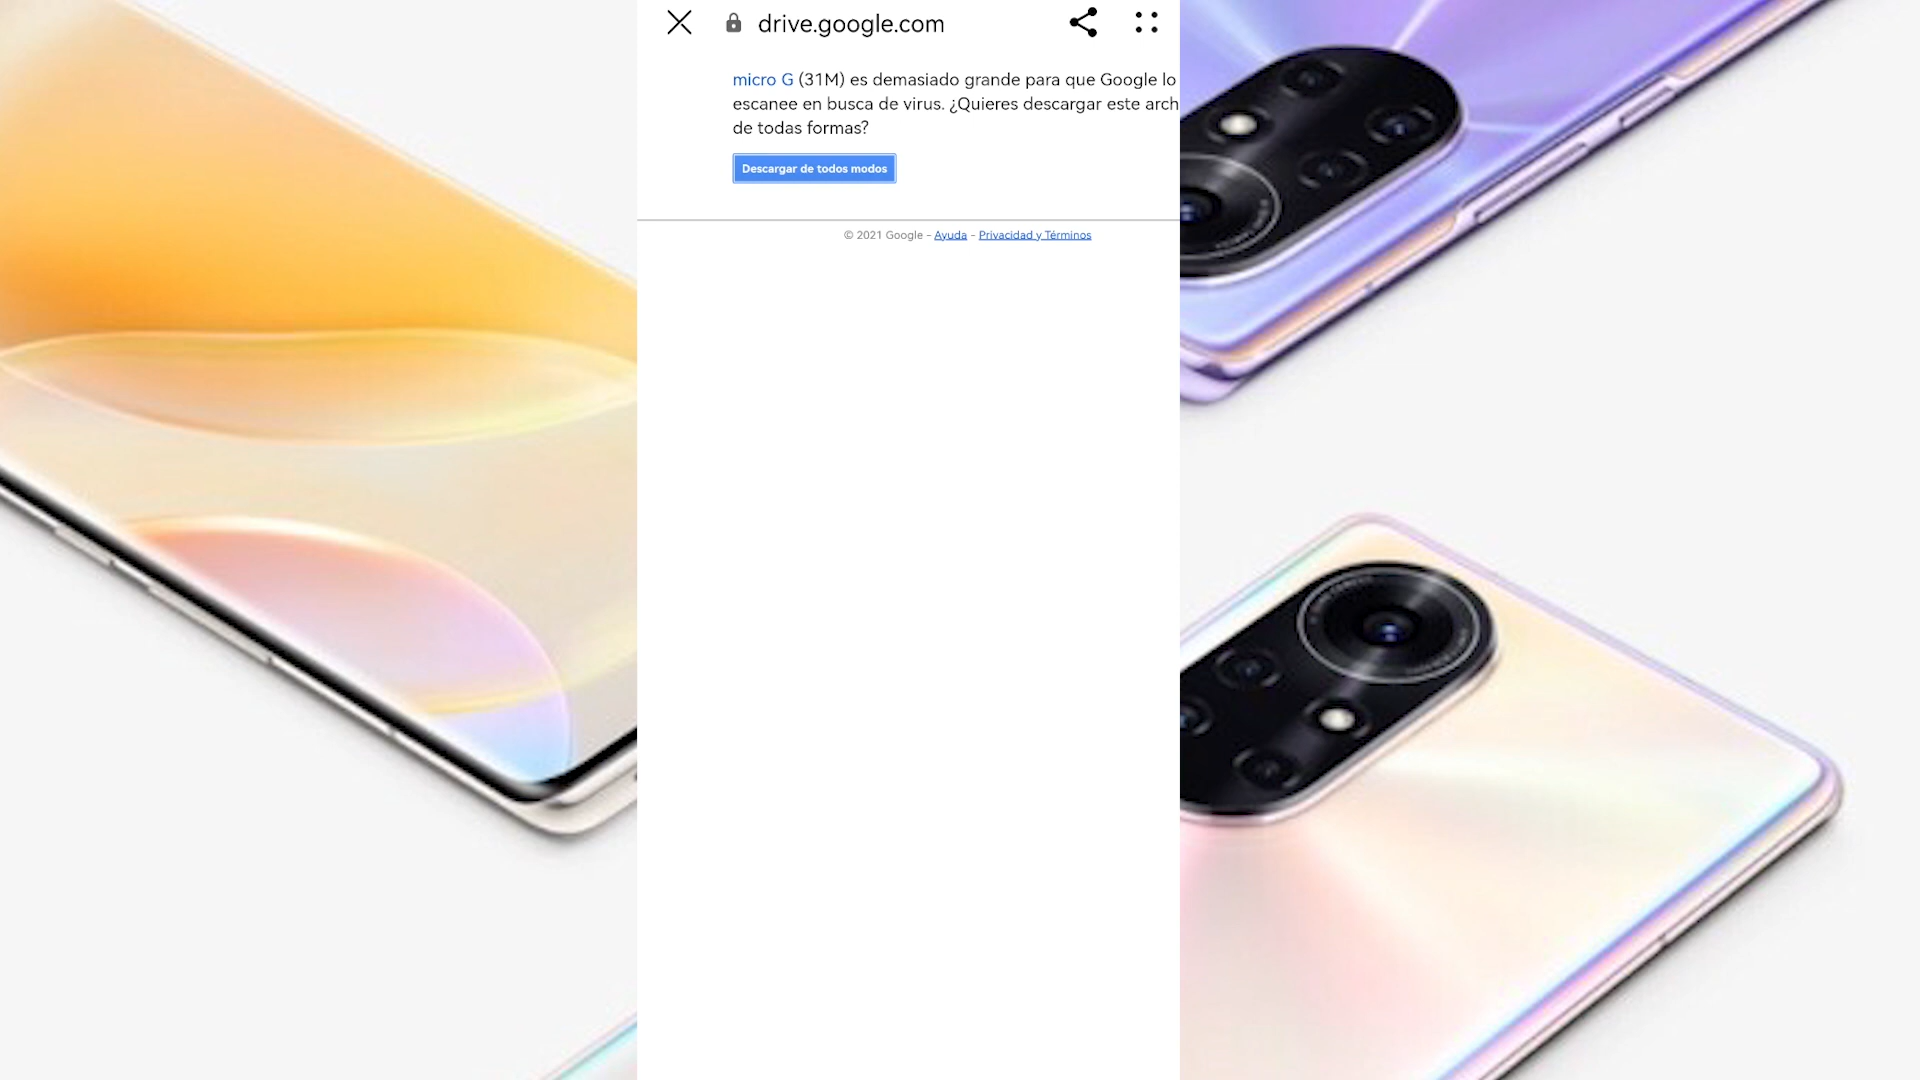 drive.google.com
micro G (31M) es demasiado grande para que Google lo
escanee en busca de virus. ¿Quieres descargar este arch
de todas formas?
Descargar de todos modos
© 2021 Google - Ayuda - Privacidad y Términos